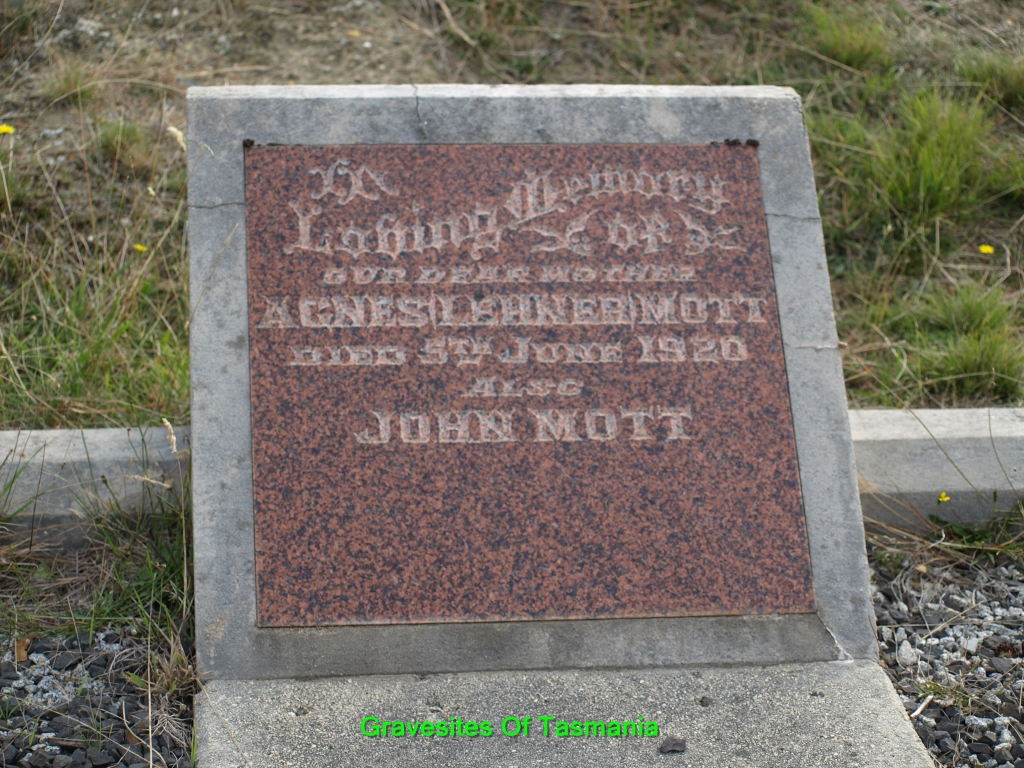 In
Loving Memory
of
OUR DEAR MOTHER
AGNES LEHNER MOTT
DIED 5TH JUNE 1920
ALSO
JOHN MOTT
Gravesites Of Tasmania